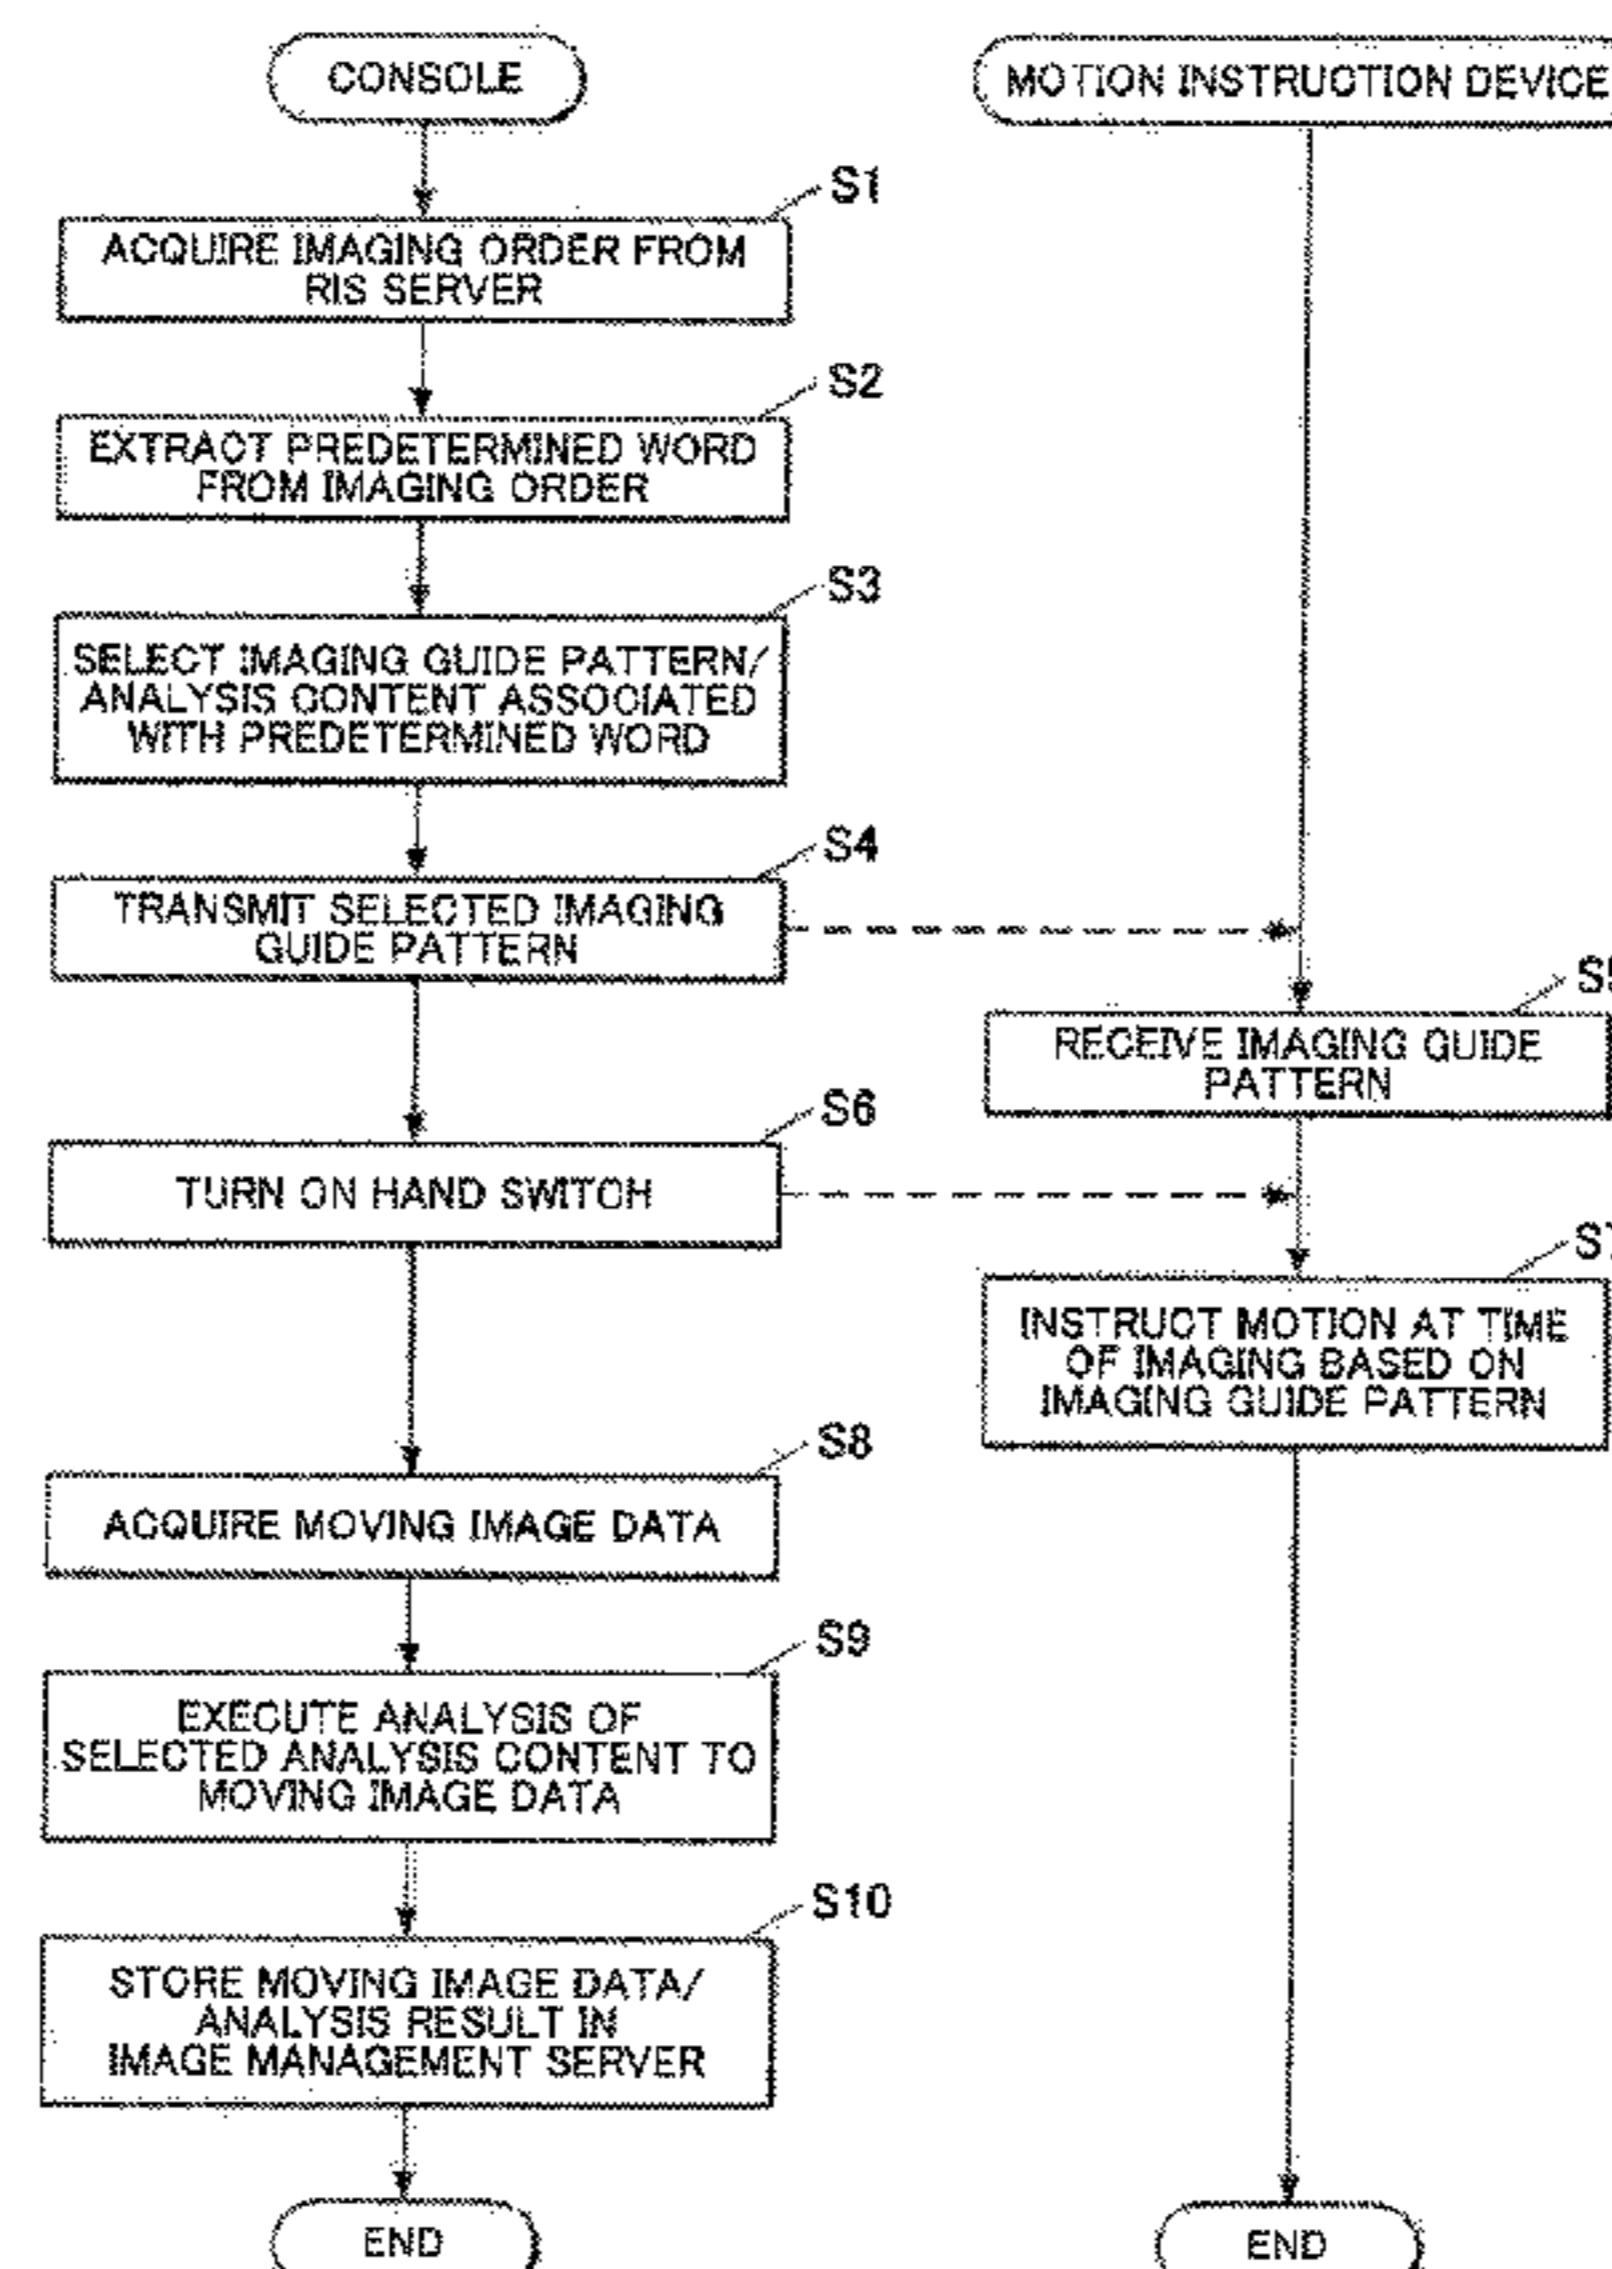 CONSOLE
S1
ACQUIRE IMAGING ORDER FROM
RIS SERVER
S2
EXTRACT PREDETERMINED WORD
FROM IMAGING ORDER
S3
SELECT IMAGING GUIDE PATTERN/
ANALYSIS CONTENT ASSOCIATED
WITH PREDETERMINED WORD
S4
TRANSMIT SELECTED IMAGING
GUIDE PATTERN
S6
TURN ON HAND SWITCH
S8
ACQUIRE MOVING IMAGE DATA
S9
EXECUTE ANALYSIS OF
SELECTED ANALYSIS CONTENT TO
MOVING IMAGE DATA
S10
STORE MOVING IMAGE DATA/
ANALYSIS RESULT IN
IMAGE MANAGEMENT SERVER
END
MOTION INSTRUCTION DEVICE
RECEIVE IMAGING GUIDE
PATTERN
INSTRUCT MOTION AT TIME
OF IMAGING BASED ON
IMAGING GUIDE PATTERN
END